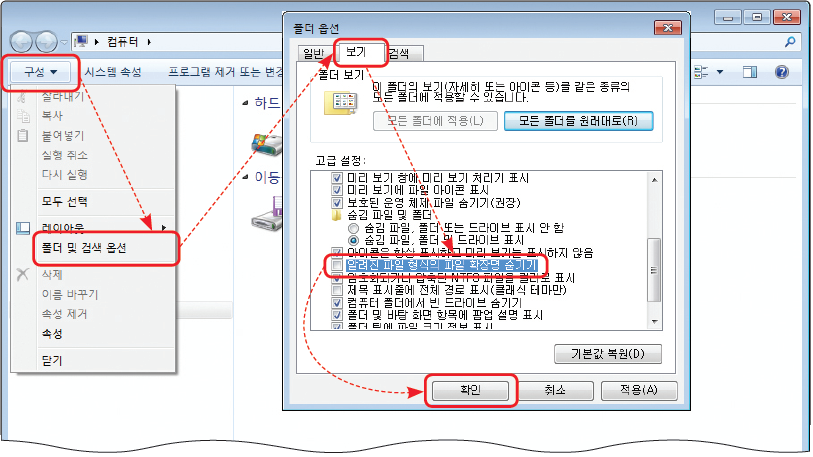 폴더 옵션
컴퓨터
구성
시스템 속성
프로그램 제거 또는 변경
잘라내기
복사
붙여넣기
실행 취소
다시 실행
모두 선택
레이아웃
폴더 및 검색 옵션
삭제
이름 바꾸기
속성 제거
속성
닫기
하드
이동
일반
보기
검색
폴더 보기
이 폴더의 보기(자세히 또는 아이콘 등)를 같은 종류의
모든 폴더에 적용할 수 있습니다.
모든 폴더에 적용(L)
모든 폴더를 원래대로(R)
고급 설정:
미리 보기 창에 미리 보기 처리기 표시
미리 보기에 파일 아이콘 표시
보호된 운영 체제 파일 숨기기(권장)
숨김 파일 및 폴더
숨김 파일, 폴더 또는 드라이브 표시 안 함
숨김 파일, 폴더 및 드라이브 표시
아이콘은 항상 표시하고 미리 보기는 표시하지 않음
알려진 파일 형식의 파일 확장명 숨기기
암호화되거나 압축된 NTFS 파일을 컬러로 표시
제목 표시줄에 전체 경로 표시(클래식 테마만)
컴퓨터 폴더에서 빈 드라이브 숨기기
폴더 및 바탕 화면 항목에 팝업 설명 표시
폴더 팁에 파일 크기 정보 표시
기본값 복원(D)
확인
취소
적용(A)